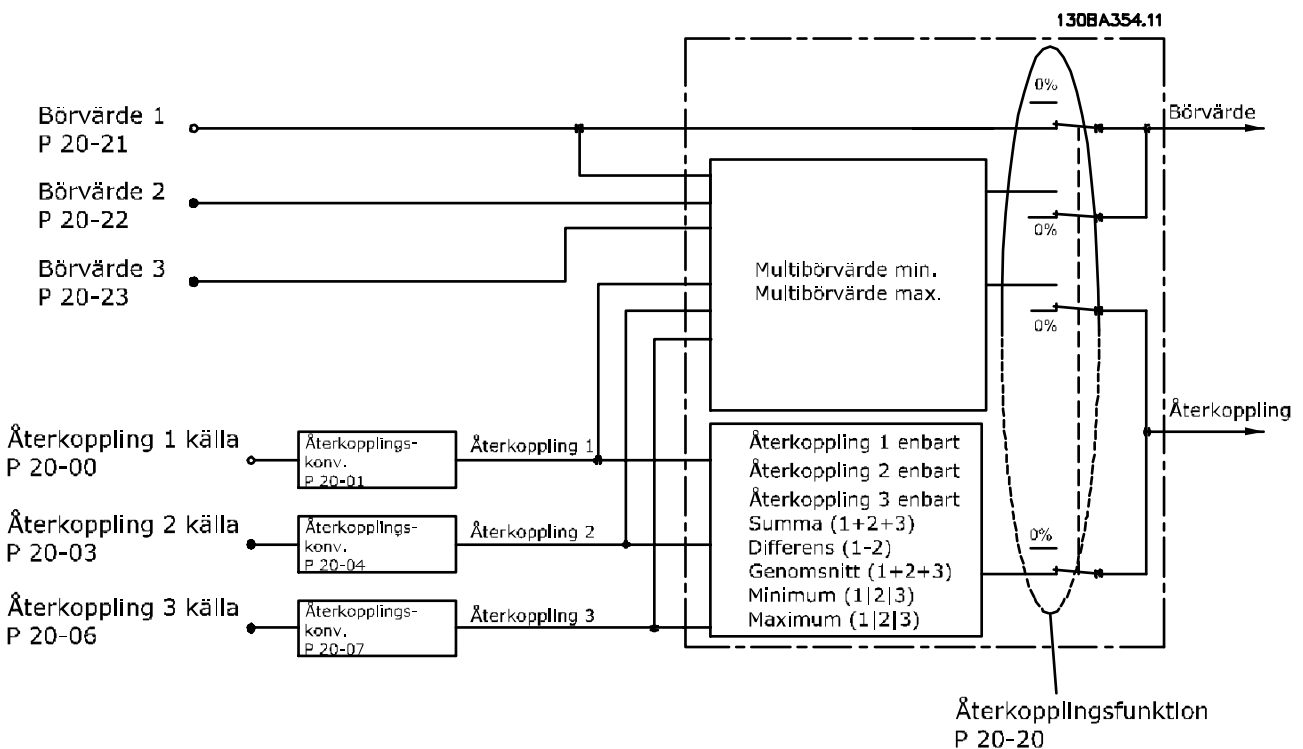 130BA354.11
Börvärde 1
P 20-21
Börvärde 2
P 20-22
Börvärde 3
P 20-23
0%
Börvärde
0%
Multibörvärde min.
Multibörvärde max.
0%
Återkoppling
Återkoppling 1 källa
P 20-00
Återkopplings-
konv.
P 20-01
Återkoppling 1
Återkoppling 2 källa
P 20-03
Återkopplings-
konv.
P 20-04
Återkoppling 2
Återkoppling 3 källa
P 20-06
Återkopplings-
konv.
P 20-07
Återkoppling 3
Återkoppling 1 enbart
Återkoppling 2 enbart
Återkoppling 3 enbart
Summa (1+2+3)
Differens (1-2)
Genomsnitt (1+2+3)
Minimum (1|2|3)
Maximum (1|2|3)
0%
Återkopplingsfunktion
P 20-20